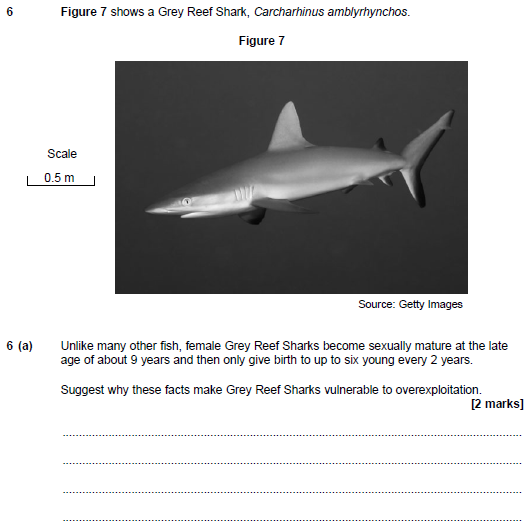 6 Figure 7 shows a Grey Reef Shark, Carcharhinus amblyrhynchos.
Figure 7
Scale
0.5 m
Source: Getty Images
6 (a) Unlike many other fish, female Grey Reef Sharks become sexually mature at the late
age of about 9 years and then only give birth to up to six young every 2 years.
Suggest why these facts make Grey Reef Sharks vulnerable to overexploitation.
[2 marks]